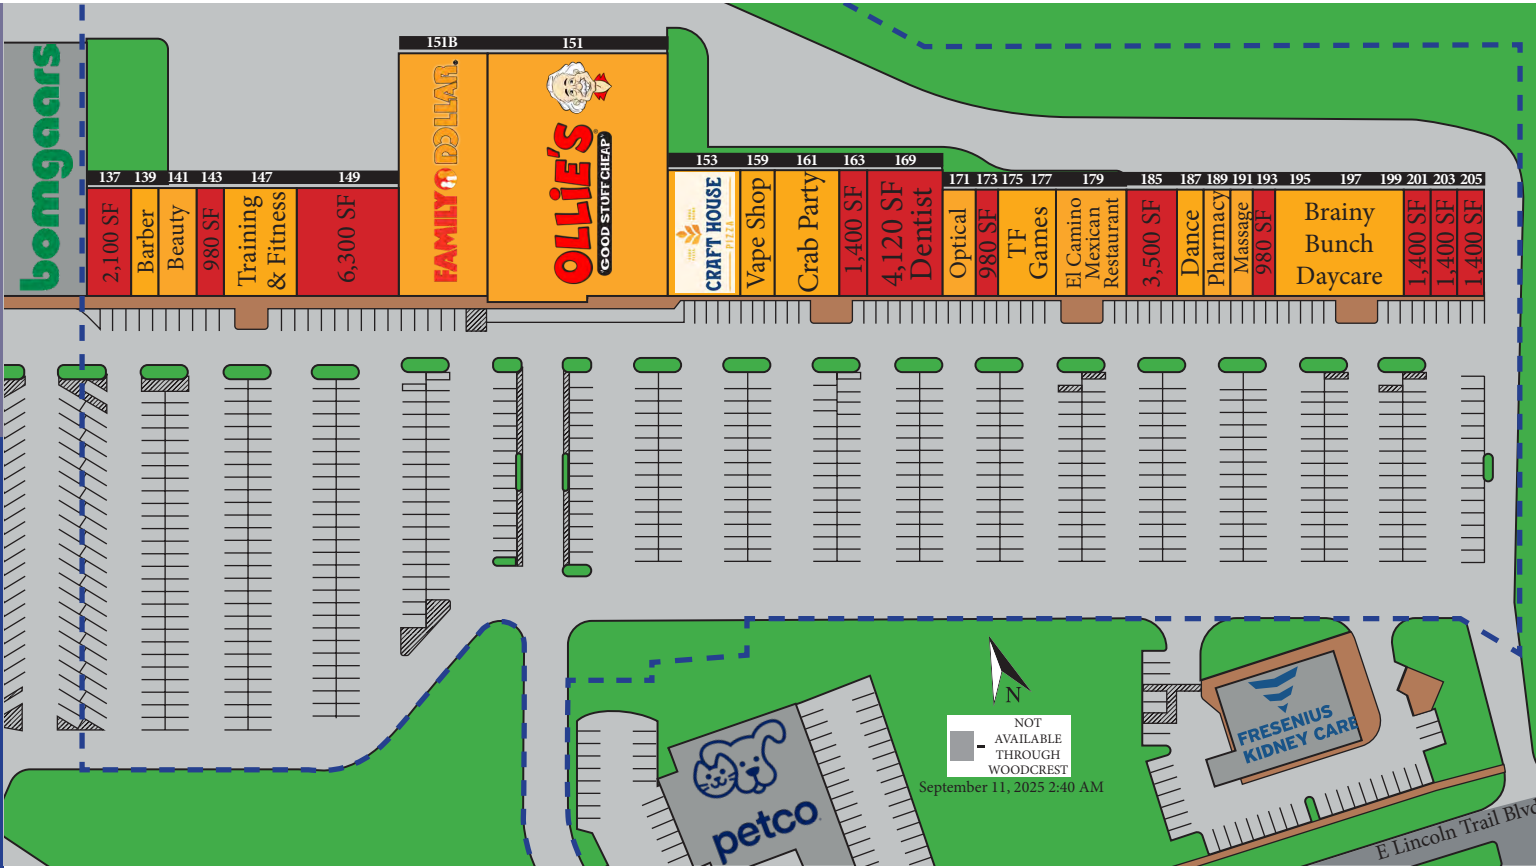 151B 151
bomgaars
137 139 141 143 147 149
153 159 161 163 169
171 173 175 177 179 185 187 189 191 193 195 197 199 201 203 205
2,100 SF
Barber
Beauty
980 SF
Training
& Fitness
6,300 SF
FAMILY DOLLAR.
OLLiE'S
GOOD STUFF CHEAP
CRAFT HOUSE
PIZZA
Vape Shop
Crab Party
1,400 SF
4,120 SF
Dentist
Optical
980 SF
TF
Games
El Camino
Mexican
Restaurant
3,500 SF
Dance
Pharmacy
Massage
980 SF
Brainy
Bunch
Daycare
1,400 SF
1,400 SF
1,400 SF
N
NOT
AVAILABLE
THROUGH
WOODCREST
September 11, 2025 2:40 AM
petco
FRESENIUS
KIDNEY CARE
E Lincoln Trail Blvd